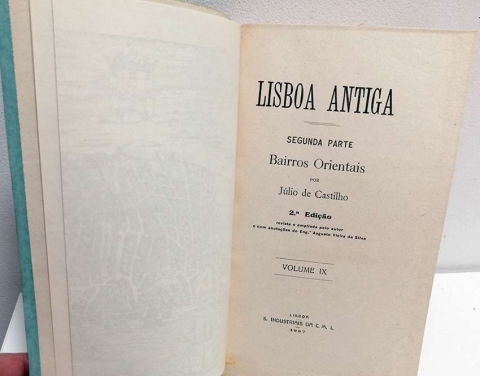 LISBOA ANTIGA
SEGUNDA PARTE
Bairros Orientais
POR
Júlio de Castilho
2.ª Edição
revista e ampliada pelo autor
e com anotações do Eng.º Augusto Vieira da Silva
VOLUME IX
LISBOA
S. INDUSTRIAIS DA C. M. L.
1937